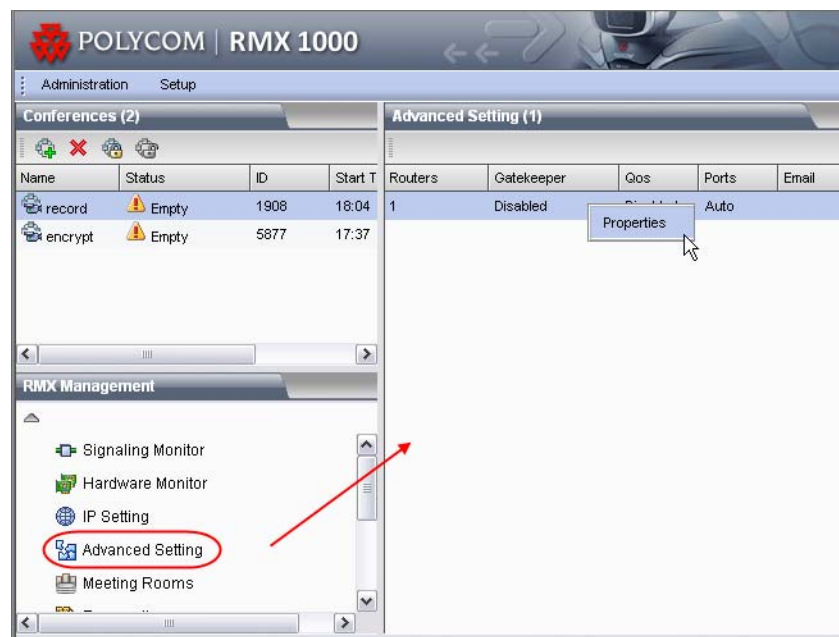 POLYCOM | RMX 1000
Administration Setup
Conferences (2)
Name Status ID Start T
record Empty 1908 18:04
encrypt Empty 5877 17:37
Advanced Setting (1)
Routers Gatekeeper Qos Ports Email
1 Disabled Auto
Properties
RMX Management
Signaling Monitor
Hardware Monitor
IP Setting
Advanced Setting
Meeting Rooms